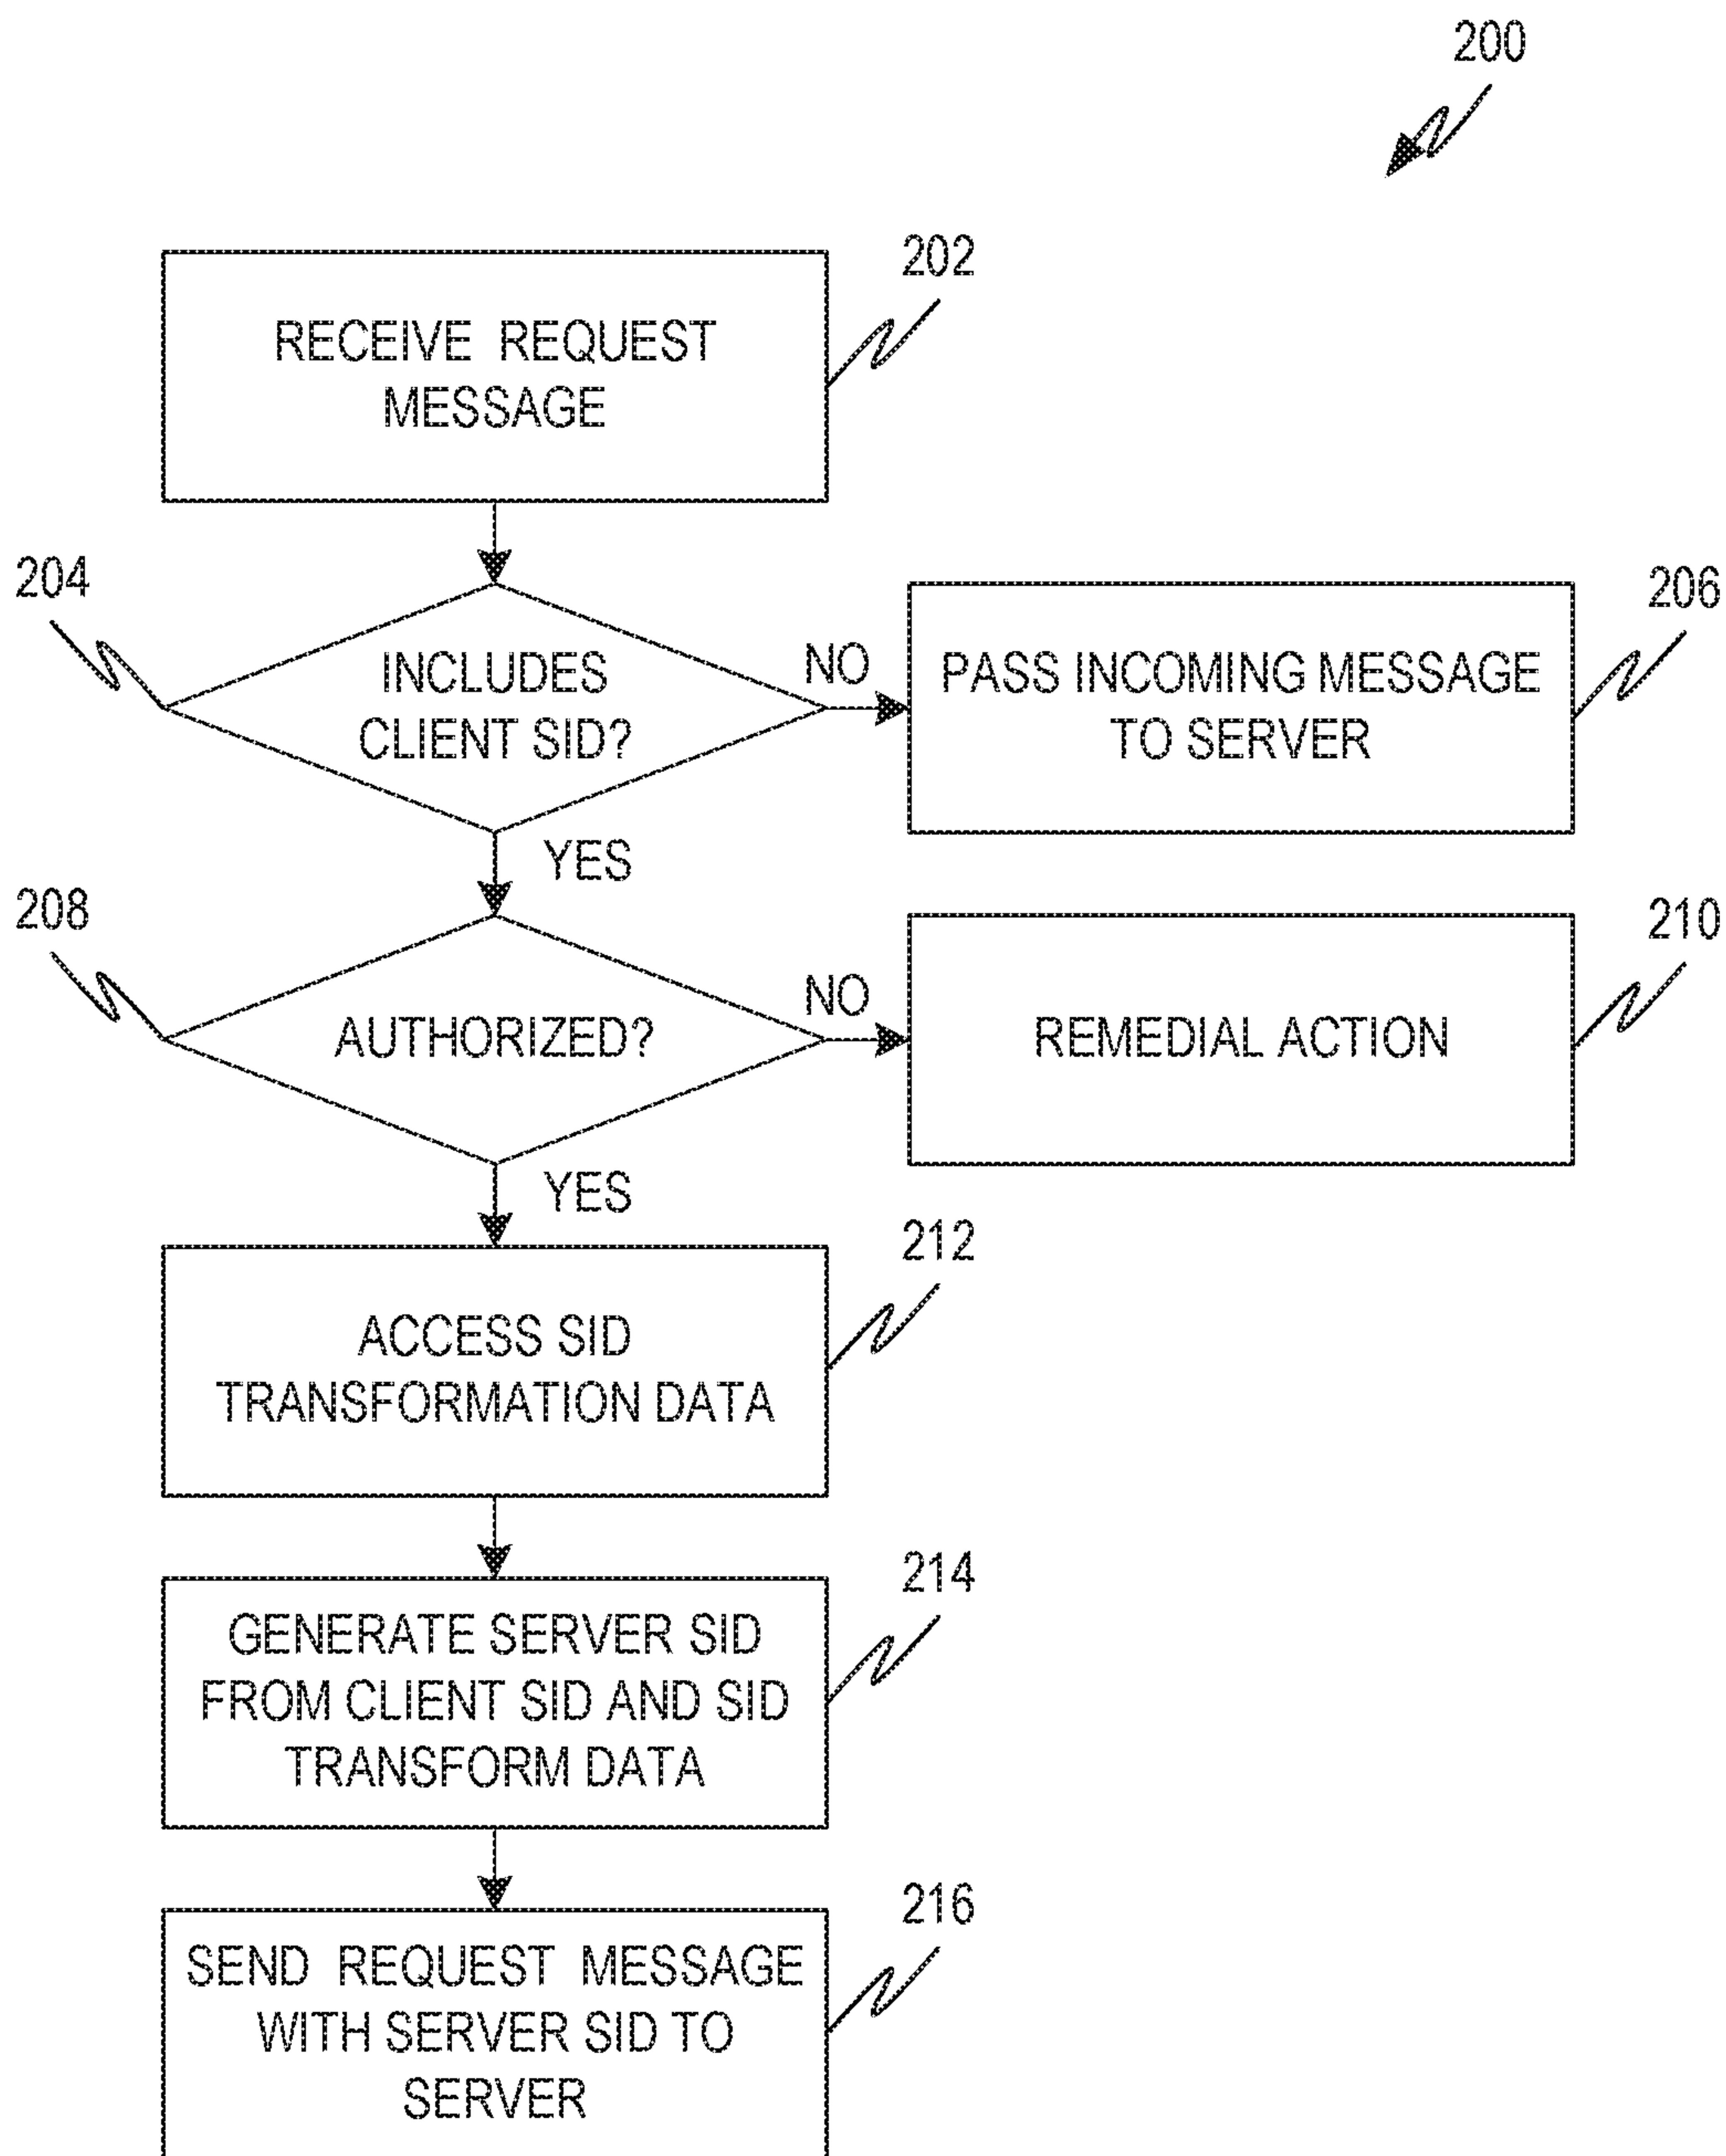 200
202
RECEIVE REQUEST
MESSAGE
204
INCLUDES
CLIENT SID?
NO
206
PASS INCOMING MESSAGE
TO SERVER
YES
208
AUTHORIZED?
NO
210
REMEDIAL ACTION
YES
212
ACCESS SID
TRANSFORMATION DATA
214
GENERATE SERVER SID
FROM CLIENT SID AND SID
TRANSFORM DATA
216
SEND REQUEST MESSAGE
WITH SERVER SID TO
SERVER